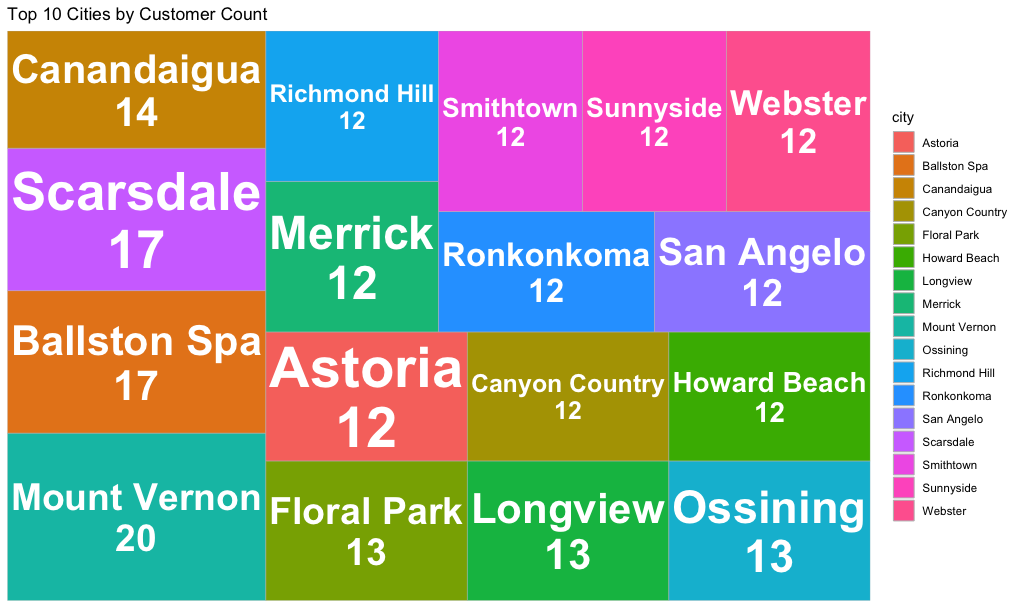 Top 10 Cities by Customer Count
Canandaigua
14
Scarsdale
17
Ballston Spa
17
Mount Vernon
20
Richmond Hill
12
Merrick
12
Smithtown
12
Sunnyside
12
Webster
12
Ronkonkoma
12
San Angelo
12
Astoria
12
Canyon Country
12
Howard Beach
12
Floral Park
13
Longview
13
Ossining
13
city
Astoria
Ballston Spa
Canandaigua
Canyon Country
Floral Park
Howard Beach
Longview
Merrick
Mount Vernon
Ossining
Richmond Hill
Ronkonkoma
San Angelo
Scarsdale
Smithtown
Sunnyside
Webster